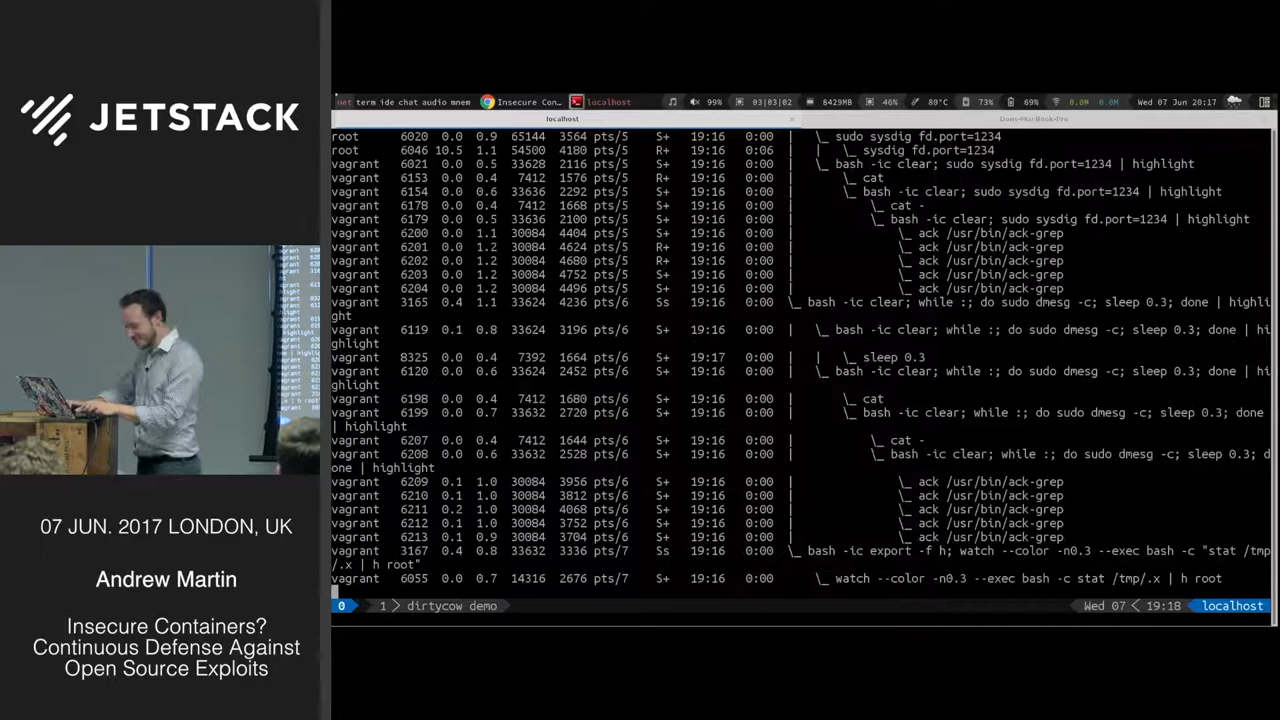 JETSTACK
07 JUN. 2017 LONDON, UK
Andrew Martin
Insecure Containers?
Continuous Defense Against
Open Source Exploits
net term ide chat audio mnem Insecure Con... localhost 99% 03|03|02 8429MB 46% 80°C 73% 69% 0.0M 0.0M Wed 07 Jun 20:17
localhost Doms-MacBook-Pro
root 6020 0.0 0.9 65144 3564 pts/5 S+ 19:16 0:00 | \_ sudo sysdig fd.port=1234
root 6046 10.5 1.1 54500 4180 pts/5 R+ 19:16 0:06 | | \_ sysdig fd.port=1234
vagrant 6021 0.0 0.5 33628 2116 pts/5 S+ 19:16 0:00 | \_ bash -ic clear; sudo sysdig fd.port=1234 | highlight
vagrant 6153 0.0 0.4 7412 1576 pts/5 R+ 19:16 0:00 | \_ cat
vagrant 6154 0.0 0.6 33636 2292 pts/5 S+ 19:16 0:00 | \_ bash -ic clear; sudo sysdig fd.port=1234 | highlight
vagrant 6178 0.0 0.4 7412 1668 pts/5 S+ 19:16 0:00 | \_ cat -
vagrant 6179 0.0 0.5 33632 2100 pts/5 S+ 19:16 0:00 | \_ bash -ic clear; sudo sysdig fd.port=1234 | highlight
vagrant 6200 0.0 1.1 30084 4404 pts/5 S+ 19:16 0:00 | \_ ack /usr/bin/ack-grep
vagrant 6201 0.0 1.2 30084 4624 pts/5 R+ 19:16 0:00 | \_ ack /usr/bin/ack-grep
vagrant 6202 0.0 1.2 30084 4680 pts/5 S+ 19:16 0:00 | \_ ack /usr/bin/ack-grep
vagrant 6203 0.0 1.2 30084 4752 pts/5 S+ 19:16 0:00 | \_ ack /usr/bin/ack-grep
vagrant 6204 0.0 1.1 30084 4496 pts/5 S+ 19:16 0:00 | \_ ack /usr/bin/ack-grep
vagrant 3165 0.4 1.1 33624 4236 pts/6 Ss 19:16 0:00 \_ bash -ic clear; while :; do sudo dmesg -c; sleep 0.3; done | highli
ght
vagrant 6119 0.1 0.8 33624 3196 pts/6 S+ 19:16 0:00 | \_ bash -ic clear; while :; do sudo dmesg -c; sleep 0.3; done | hi
ghlight
vagrant 8325 0.0 0.4 7392 1664 pts/6 S+ 19:17 0:00 | | \_ sleep 0.3
vagrant 6120 0.0 0.6 33624 2452 pts/6 S+ 19:16 0:00 | \_ bash -ic clear; while :; do sudo dmesg -c; sleep 0.3; done | hi
ghlight
vagrant 6198 0.0 0.4 7412 1680 pts/6 S+ 19:16 0:00 | \_ cat
vagrant 6199 0.0 0.7 33632 2720 pts/6 S+ 19:16 0:00 | \_ bash -ic clear; while :; do sudo dmesg -c; sleep 0.3; done
| highlight
vagrant 6207 0.0 0.4 7412 1644 pts/6 S+ 19:16 0:00 | \_ cat -
vagrant 6208 0.0 0.6 33632 2528 pts/6 S+ 19:16 0:00 | \_ bash -ic clear; while :; do sudo dmesg -c; sleep 0.3; d
one | highlight
vagrant 6209 0.1 1.0 30084 3956 pts/6 S+ 19:16 0:00 | \_ ack /usr/bin/ack-grep
vagrant 6210 0.1 1.0 30084 3812 pts/6 S+ 19:16 0:00 | \_ ack /usr/bin/ack-grep
vagrant 6211 0.2 1.0 30084 4068 pts/6 S+ 19:16 0:00 | \_ ack /usr/bin/ack-grep
vagrant 6212 0.1 1.0 30084 3752 pts/6 S+ 19:16 0:00 | \_ ack /usr/bin/ack-grep
vagrant 6213 0.1 0.9 30084 3704 pts/6 S+ 19:16 0:00 | \_ ack /usr/bin/ack-grep
vagrant 3167 0.4 0.8 33632 3336 pts/7 Ss 19:16 0:00 \_ bash -ic export -f h; watch --color -n0.3 --exec bash -c "stat /tmp
/.x | h root"
vagrant 6055 0.0 0.7 14316 2676 pts/7 S+ 19:16 0:00 \_ watch --color -n0.3 --exec bash -c stat /tmp/.x | h root
0 1 dirtycow demo Wed 07 19:18 localhost